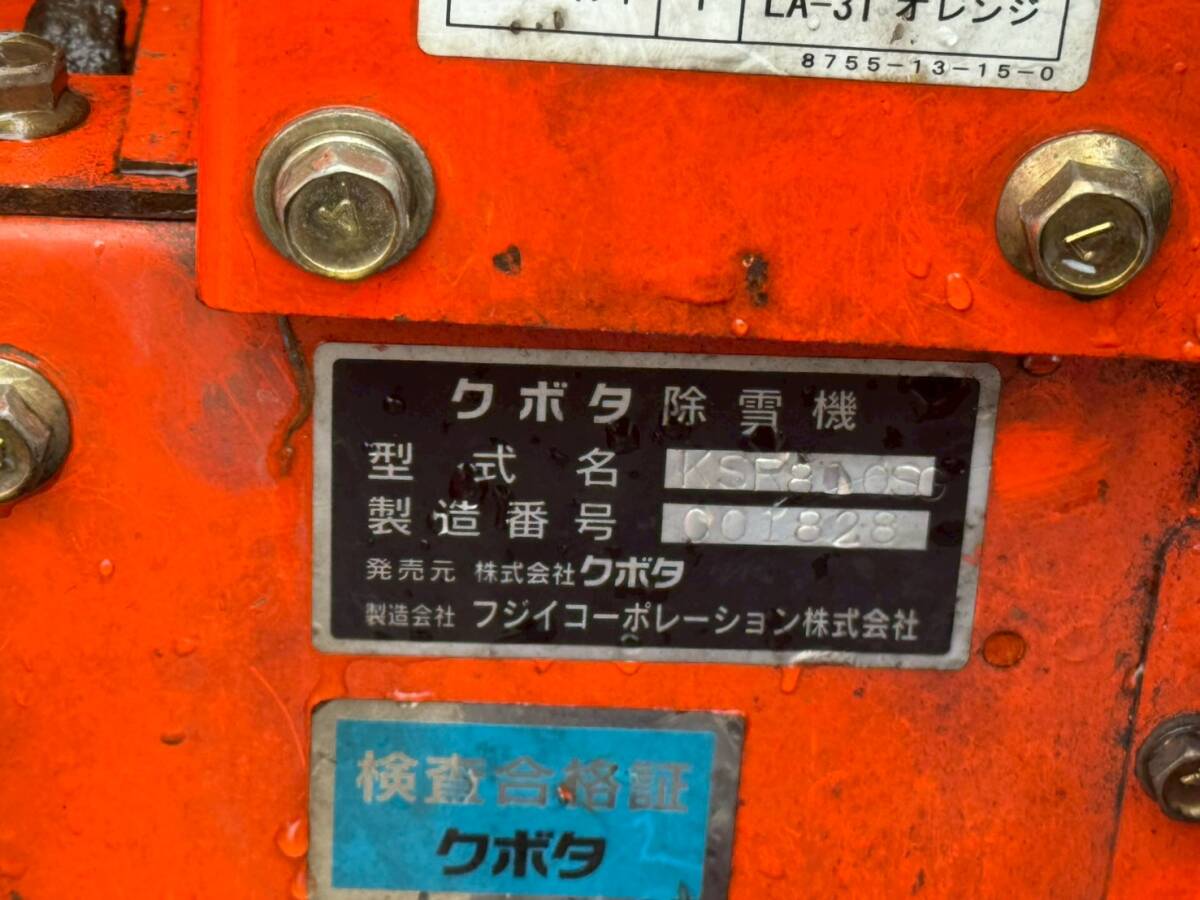 1
LA-31 オレンジ
8755-13-15-0
クボタ 除雪機
型式名
製造番号 001828
発売元 株式会社クボタ
製造会社 フジイコーポレーション株式会社
検査合格証
クボタ